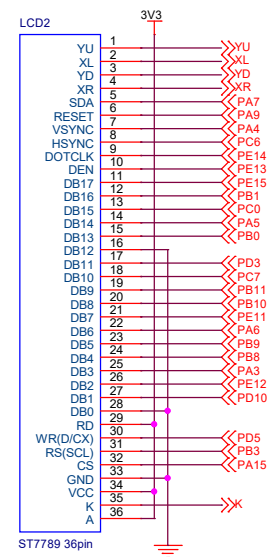 3V3
LCD2
YU 1 YU
XL 2 XL
YD 3 YD
XR 4 XR
SDA 5 PA7
RESET 6 PA9
VSYNC 7 PA4
HSYNC 8 PC6
DOTCLK 9 PE14
DEN 10 PE13
DB17 11 PE15
DB16 12 PB1
DB15 13 PC0
DB14 14 PA5
DB13 15 PB0
DB12 16
DB11 17 PD3
DB10 18 PC7
DB9 19 PB11
DB8 20 PB10
DB7 21 PE11
DB6 22 PA6
DB5 23 PB9
DB4 24 PB8
DB3 25 PA3
DB2 26 PE12
DB1 27 PD10
DB0 28
RD 29
WR(D/CX) 30 PD5
RS(SCL) 31 PB3
CS 32 PA15
GND 33
VCC 34
K 35 K
A 36
ST7789 36pin